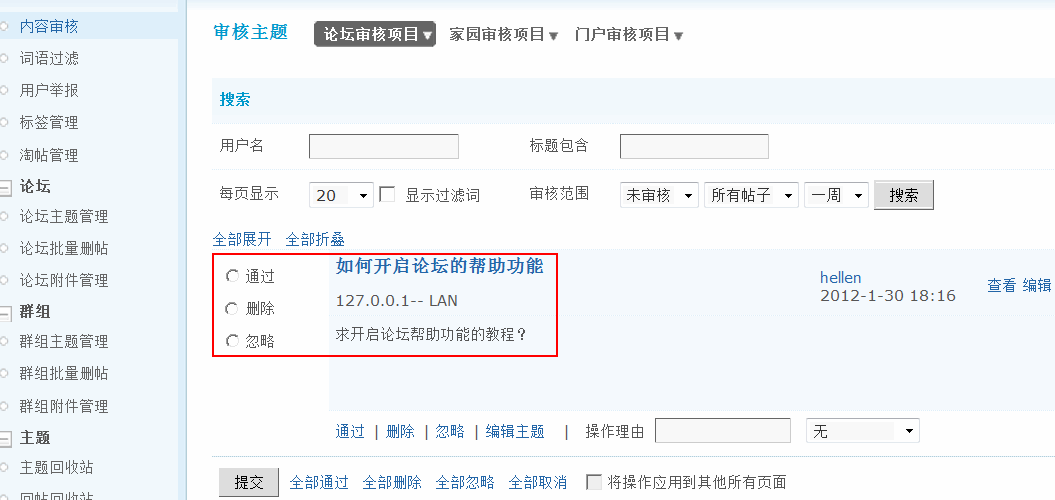 内容审核
词语过滤
用户举报
标签管理
淘帖管理
论坛
论坛主题管理
论坛批量删帖
论坛附件管理
群组
群组主题管理
群组批量删帖
群组附件管理
主题
主题回收站
回帖回收站
审核主题 论坛审核项目▼ 家园审核项目▼ 门户审核项目▼
搜索
用户名 标题包含
每页显示 20 显示过滤词 审核范围 未审核 所有帖子 一周 搜索
全部展开 全部折叠
通过 如何开启论坛的帮助功能
hellen
查看 编辑
2012-1-30 18:16
删除 127.0.0.1-- LAN
忽略 求开启论坛帮助功能的教程？
通过 | 删除 | 忽略 | 编辑主题 | 操作理由 无
提交 全部通过 全部删除 全部忽略 全部取消 将操作应用到其他所有页面